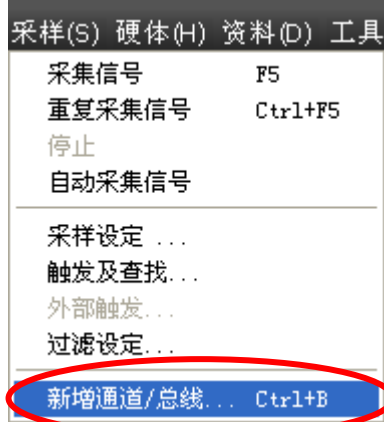 采样(S) 硬体(H) 资料(D) 工具
采集信号 F5
重复采集信号 Ctrl+F5
停止
自动采集信号
采样设定 ...
触发及查找...
外部触发...
过滤设定...
新增通道/总线... Ctrl+B